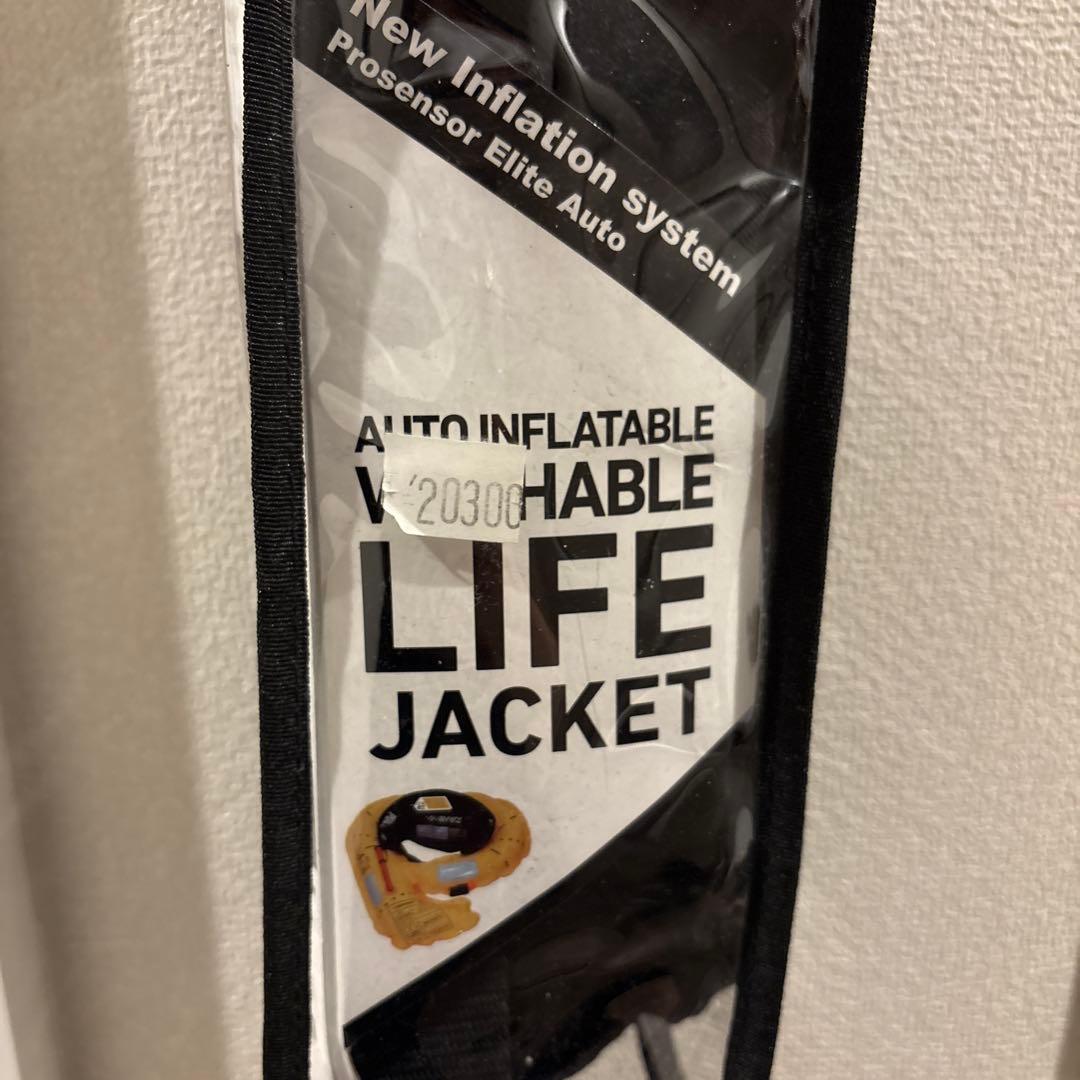 New Inflation system
Prosensor Elite Auto
AUTO INFLATABLE
HABLE
'20300
LIFE
JACKET